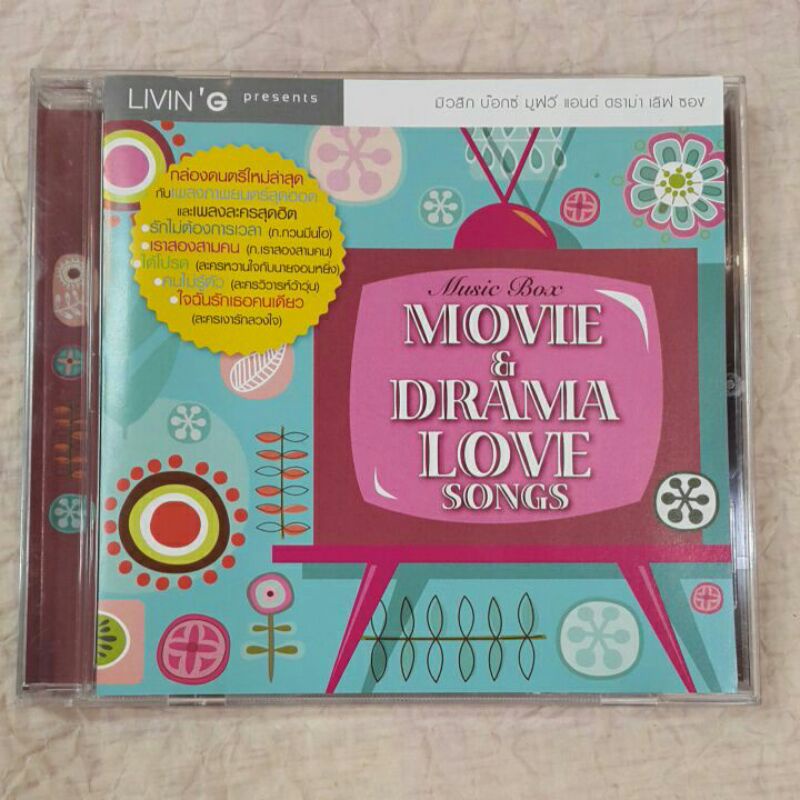 LIVIN'G presents
มิวสิก บ๊อกซ์ มูฟวี่ แอนด์ ดราม่า เลิฟ ซอง
กล่องดนตรีใหม่ล่าสุด
กับเพลงภาพยนตร์สุดฮอต
และเพลงละครสุดฮิต
•รักไม่ต้องการเวลา (ภ.กวนมึนโฮ)
•เราสองสามคน (ภ.เราสองสามคน)
•ได้โปรด (ละครหวานใจกับนายจอมหยิ่ง)
•คนไม่รู้ตัว (ละครวิวาห์ว้าวุ่น)
•ใจฉันรักเธอคนเดียว
(ละครเงารักลวงใจ)
Music Box
MOVIE
&
DRAMA
LOVE
SONGS